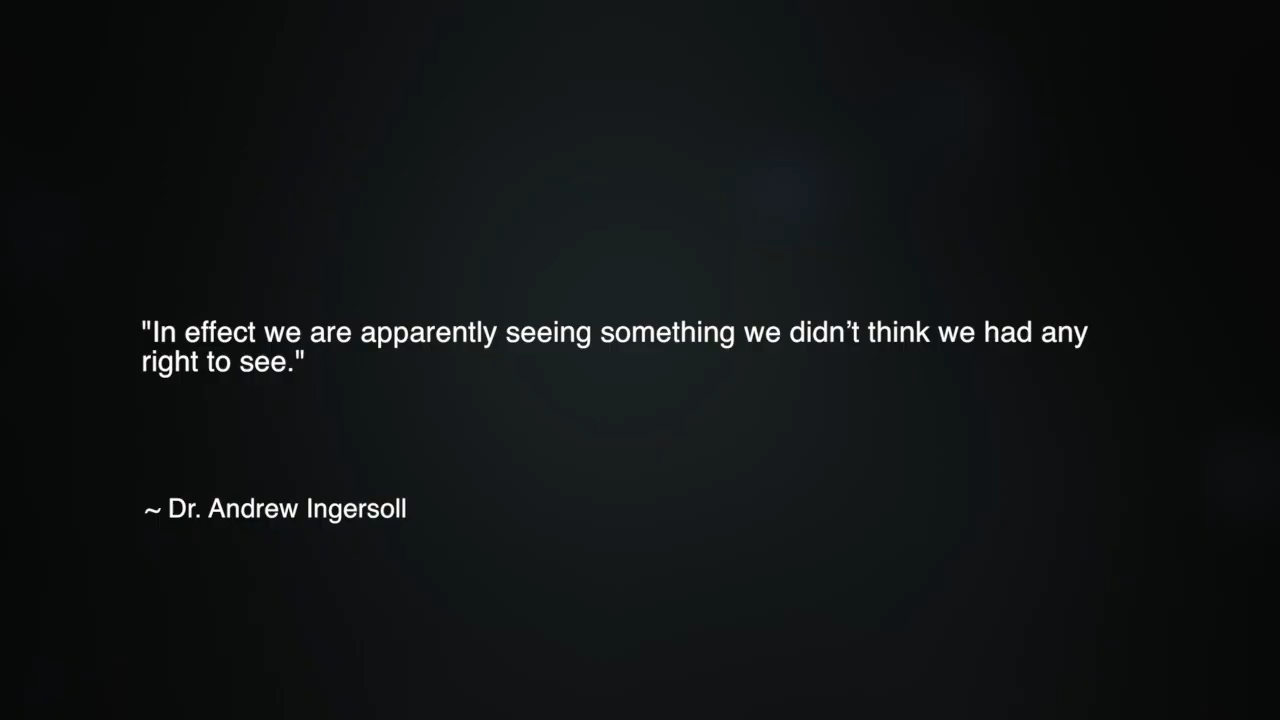 "In effect we are apparently seeing something we didn’t think we had any
right to see."
~ Dr. Andrew Ingersoll